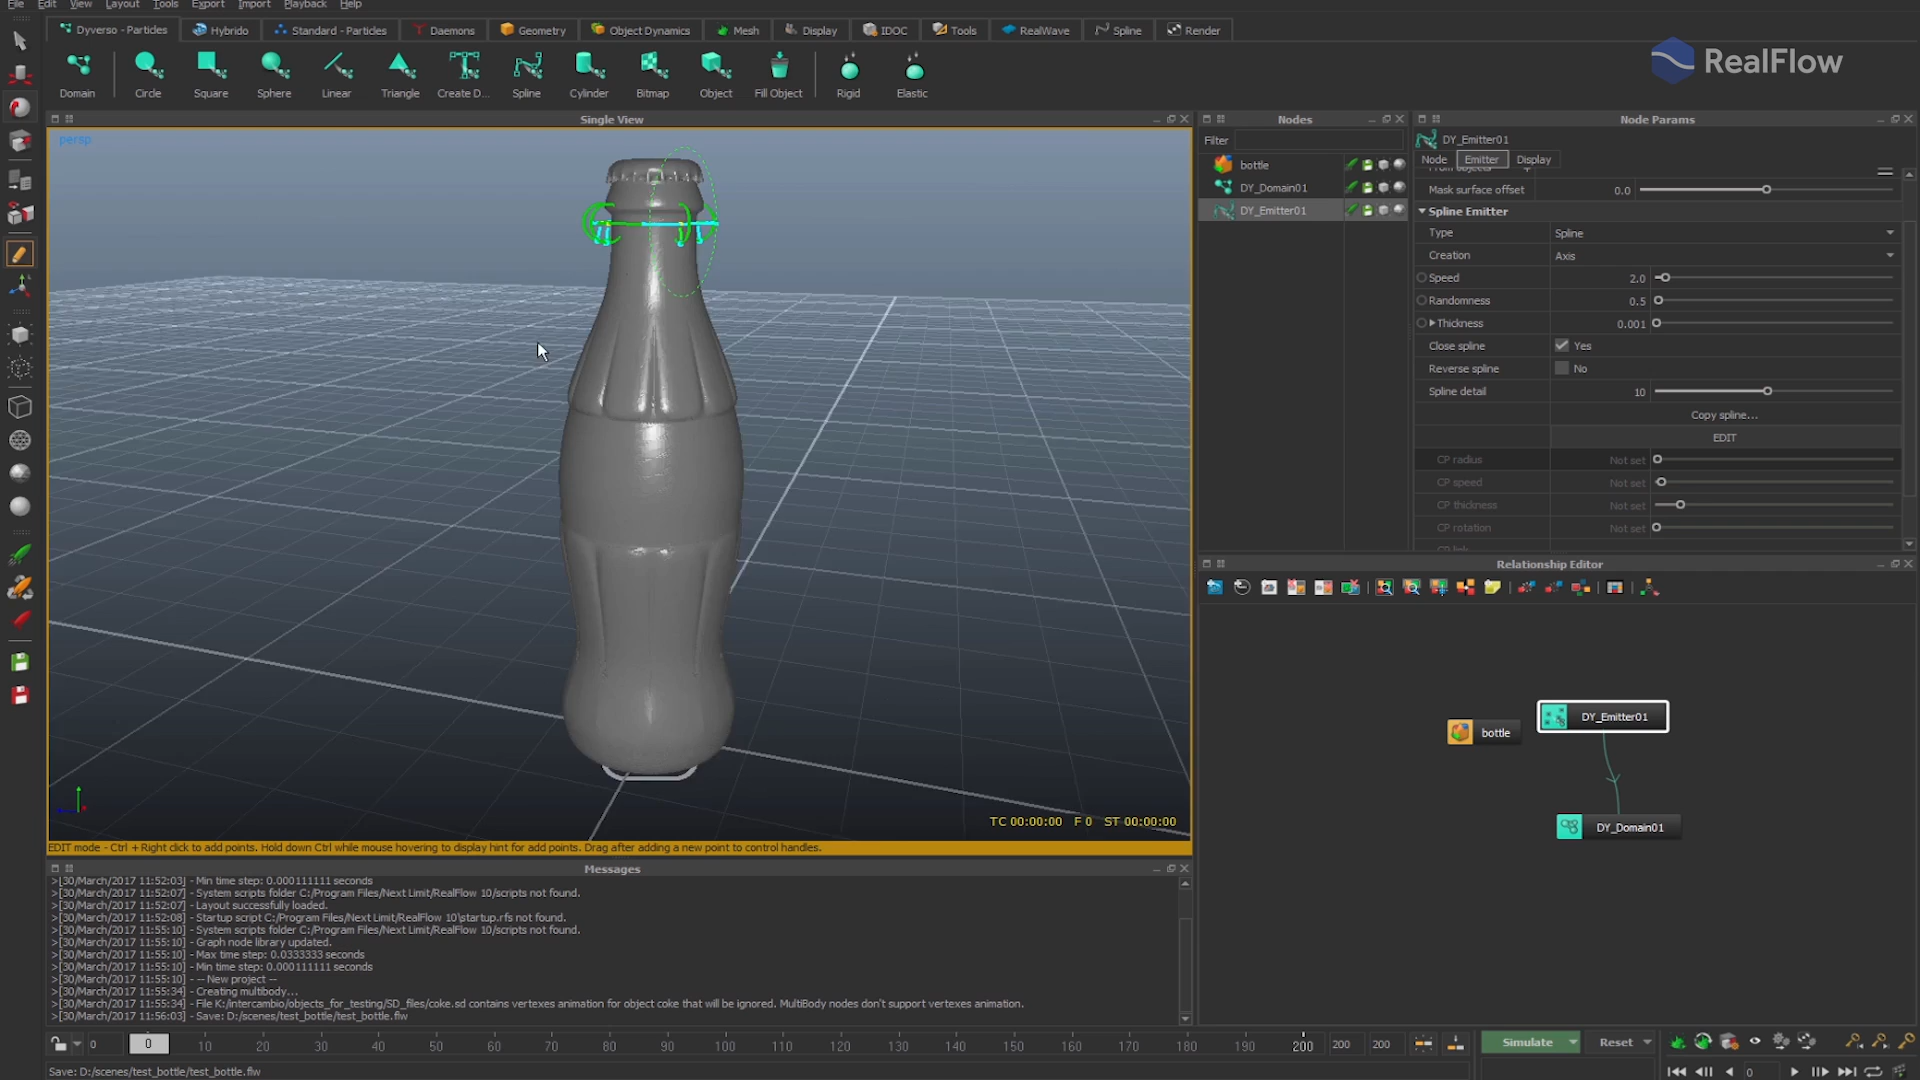 File Edit View Layout Tools Export Import Playback Help
Dyverso - Particles Hybrido Standard - Particles Daemons Geometry Object Dynamics Mesh Display IDOC Tools RealWave Spline Render
RealFlow
Domain Circle Square Sphere Linear Triangle Create D... Spline Cylinder Bitmap Object Fill Object Rigid Elastic
Single View
persp
TC 00:00:00 F 0 ST 00:00:00
EDIT mode - Ctrl + Right click to add points. Hold down Ctrl while mouse hovering to display hint for add points. Drag after adding a new point to control handles.
Nodes
Filter
bottle
DY_Domain01
DY_Emitter01
Node Params
DY_Emitter01
Node Emitter Display
Mask surface offset 0.0
Spline Emitter
Type Spline
Creation Axis
Speed 2.0
Randomness 0.5
Thickness 0.001
Close spline Yes
Reverse spline No
Spline detail 10
Copy spline...
EDIT
CP radius Not set
CP speed Not set
CP thickness Not set
CP rotation Not set
CP link
Relationship Editor
DY_Emitter01
bottle
DY_Domain01
Messages
>[30/March/2017 11:52:03] - Min time step: 0.000111111 seconds
>[30/March/2017 11:52:07] - System scripts folder C:/Program Files/Next Limit/RealFlow 10/scripts not found.
>[30/March/2017 11:52:07] - Layout successfully loaded.
>[30/March/2017 11:52:08] - Startup script C:/Program Files/Next Limit/RealFlow 10\startup.rfs not found.
>[30/March/2017 11:55:10] - System scripts folder C:/Program Files/Next Limit/RealFlow 10/scripts not found.
>[30/March/2017 11:55:10] - Graph node library updated.
>[30/March/2017 11:55:10] - Max time step: 0.0333333 seconds
>[30/March/2017 11:55:10] - Min time step: 0.000111111 seconds
>[30/March/2017 11:55:10] - -- New project --
>[30/March/2017 11:55:34] - Creating multibody...
>[30/March/2017 11:55:34] - File K:/intercambio/objects_for_testing/SD_files/coke.sd contains vertexes animation for object coke that will be ignored. MultiBody nodes don't support vertexes animation.
>[30/March/2017 11:56:03] - Save: D:/scenes/test_bottle/test_bottle.flw
0 0 10 20 30 40 50 60 70 80 90 100 110 120 130 140 150 160 170 180 190 200 200 200
Simulate Reset
0
Save: D:/scenes/test_bottle/test_bottle.flw